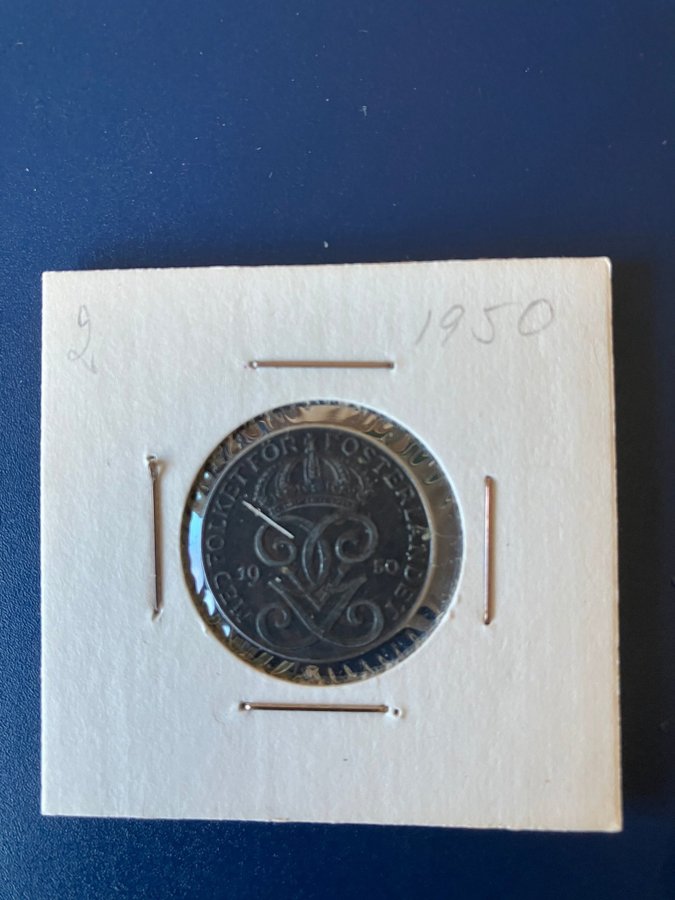 2
1950
MED FOLKET FÖR FOSTERLANDET
19 50